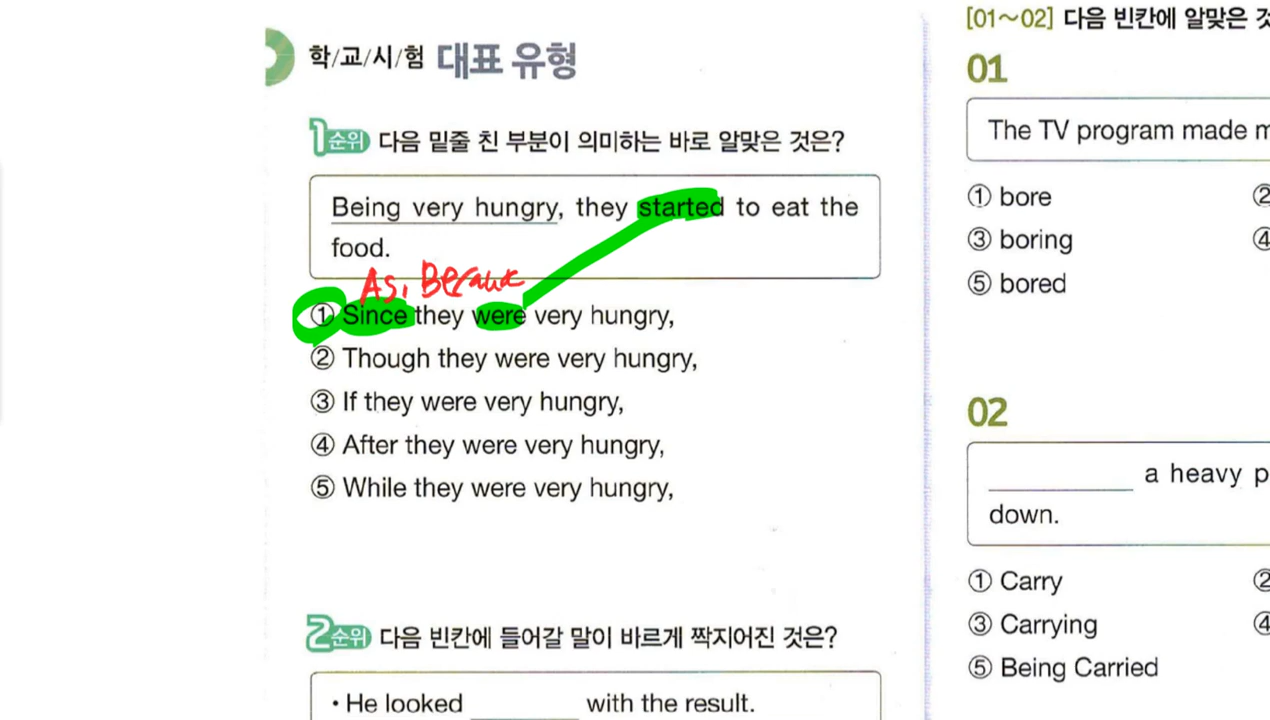 학/교/시/험 대표 유형
1순위 다음 밑줄 친 부분이 의미하는 바로 알맞은 것은?
Being very hungry, they started to eat the
food.
As, Because
① Since they were very hungry,
② Though they were very hungry,
③ If they were very hungry,
④ After they were very hungry,
⑤ While they were very hungry,
2순위 다음 빈칸에 들어갈 말이 바르게 짝지어진 것은?
• He looked ________ with the result.
[01~02] 다음 빈칸에 알맞은
01
The TV program made
① bore ②
③ boring ④
⑤ bored
02
________ a heavy
down.
① Carry ②
③ Carrying ④
⑤ Being Carried